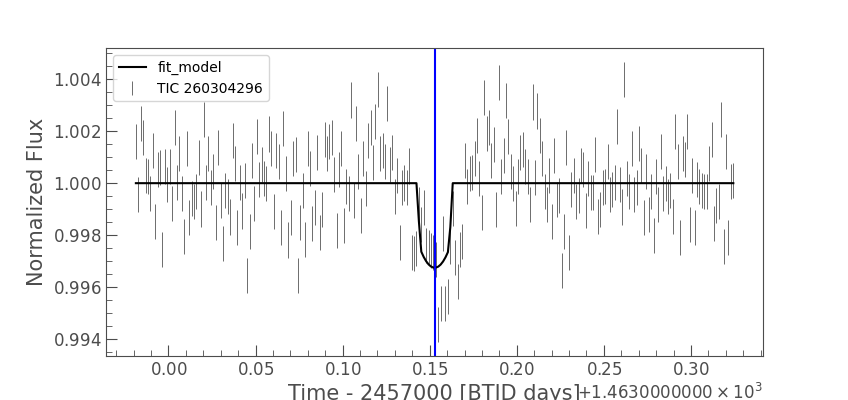 fit_model
TIC 260304296
Normalized Flux
1.004
1.002
1.000
0.998
0.996
0.994
0.00 0.05 0.10 0.15 0.20 0.25 0.30
Time - 2457000 [BTJD days]
+1.4630000000 × 10³